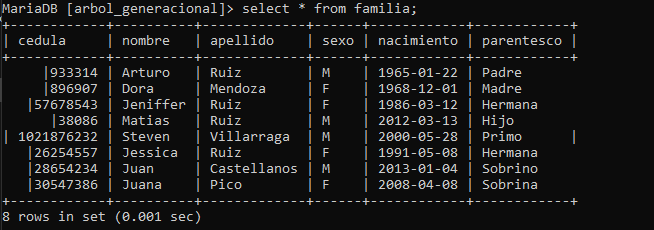 MariaDB [arbol_generacional]> select * from familia;
+-----------+----------+-------------+------+------------+------------+
| cedula    | nombre   | apellido    | sexo | nacimiento | parentesco |
+-----------+----------+-------------+------+------------+------------+
     |933314 | Arturo   | Ruiz        | M    | 1965-01-22 | Padre
     |896907 | Dora     | Mendoza     | F    | 1968-12-01 | Madre
   |57678543 | Jeniffer | Ruiz        | F    | 1986-03-12 | Hermana
      |38086 | Matias   | Ruiz        | M    | 2012-03-13 | Hijo
| 1021876232 | Steven   | Villarraga  | M    | 2000-05-28 | Primo      |
   |26254557 | Jessica  | Ruiz        | F    | 1991-05-08 | Hermana
   |28654234 | Juan     | Castellanos | M    | 2013-01-04 | Sobrino
   |30547386 | Juana    | Pico        | F    | 2008-04-08 | Sobrina
+-----------+----------+-------------+------+------------+------------+
8 rows in set (0.001 sec)